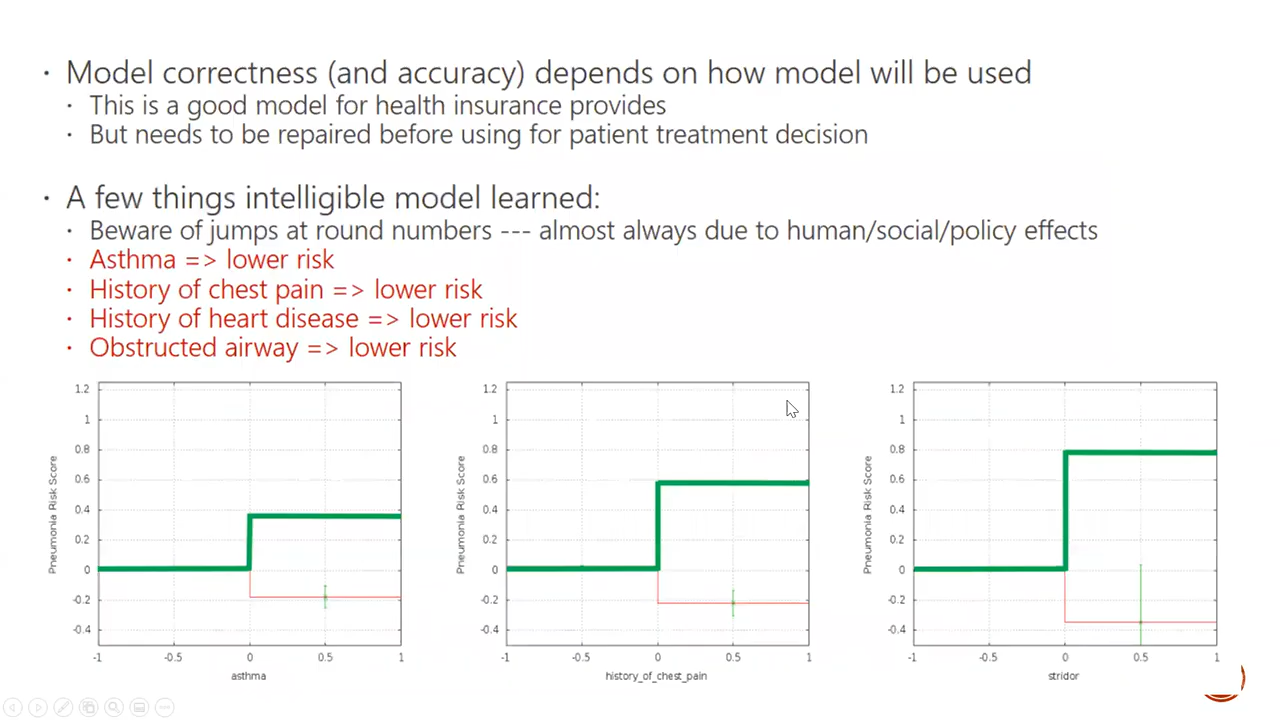 · Model correctness (and accuracy) depends on how model will be used
· This is a good model for health insurance provides
· But needs to be repaired before using for patient treatment decision
· A few things intelligible model learned:
· Beware of jumps at round numbers --- almost always due to human/social/policy effects
· Asthma => lower risk
· History of chest pain => lower risk
· History of heart disease => lower risk
· Obstructed airway => lower risk
Pneumonia Risk Score
1.2
1
0.8
0.6
0.4
0.2
0
-0.2
-0.4
-1 -0.5 0 0.5 1
asthma
Pneumonia Risk Score
1.2
1
0.8
0.6
0.4
0.2
0
-0.2
-0.4
-1 -0.5 0 0.5 1
history_of_chest_pain
Pneumonia Risk Score
1.2
1
0.8
0.6
0.4
0.2
0
-0.2
-0.4
-1 -0.5 0 0.5 1
stridor